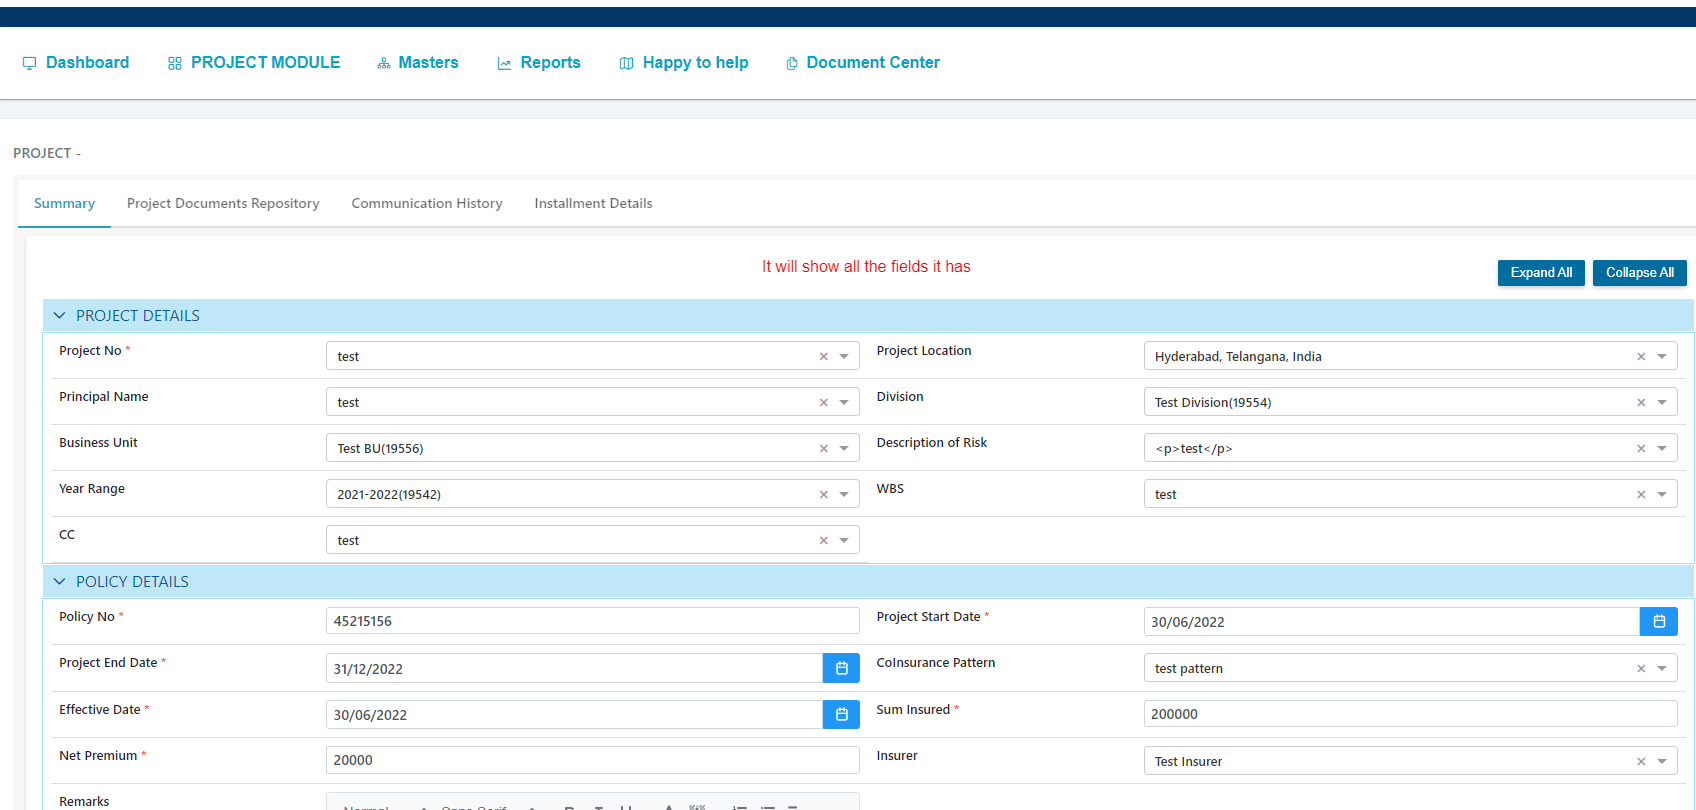 Dashboard PROJECT MODULE Masters Reports Happy to help Document Center
PROJECT -
Summary Project Documents Repository Communication History Installment Details
It will show all the fields it has
Expand All Collapse All
PROJECT DETAILS
Project No * test Project Location Hyderabad, Telangana, India
Principal Name test Division Test Division(19554)
Business Unit Test BU(19556) Description of Risk <p>test</p>
Year Range 2021-2022(19542) WBS test
CC test
POLICY DETAILS
Policy No * 45215156 Project Start Date * 30/06/2022
Project End Date * 31/12/2022 CoInsurance Pattern test pattern
Effective Date * 30/06/2022 Sum Insured * 200000
Net Premium * 20000 Insurer Test Insurer
Remarks